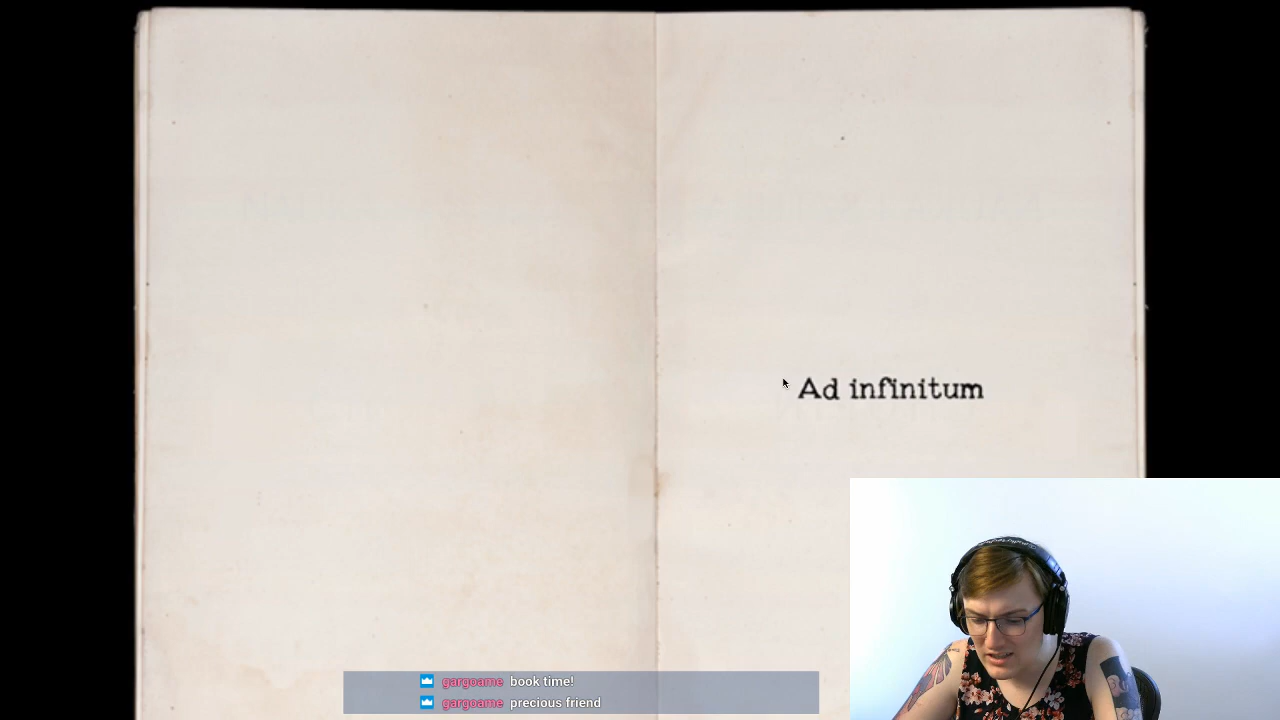 Ad infinitum
gargoame book time!
gargoame precious friend